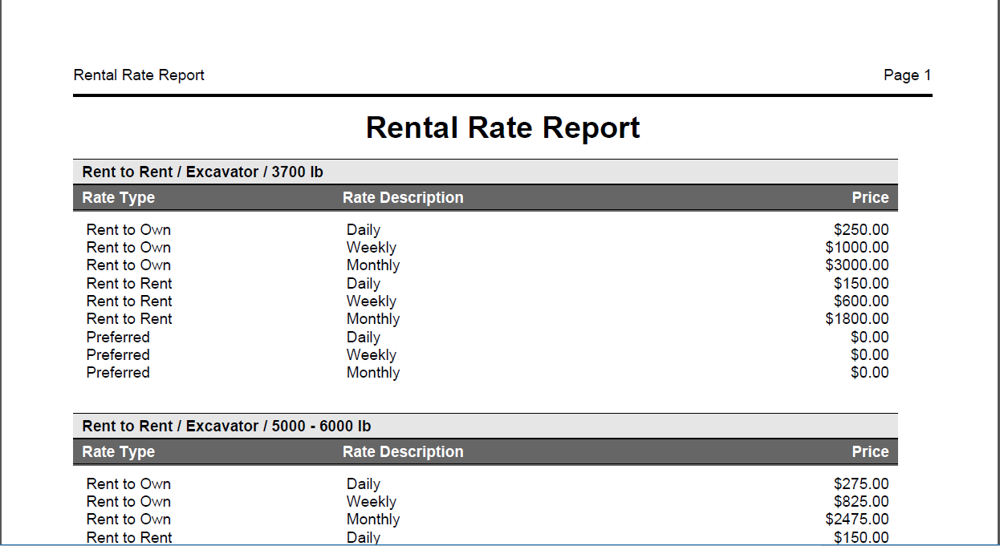 Rental Rate Report Page 1
Rental Rate Report
Rent to Rent / Excavator / 3700 lb
Rate Type Rate Description Price
Rent to Own Daily $250.00
Rent to Own Weekly $1000.00
Rent to Own Monthly $3000.00
Rent to Rent Daily $150.00
Rent to Rent Weekly $600.00
Rent to Rent Monthly $1800.00
Preferred Daily $0.00
Preferred Weekly $0.00
Preferred Monthly $0.00
Rent to Rent / Excavator / 5000 - 6000 lb
Rate Type Rate Description Price
Rent to Own Daily $275.00
Rent to Own Weekly $825.00
Rent to Own Monthly $2475.00
Rent to Rent Daily $150.00